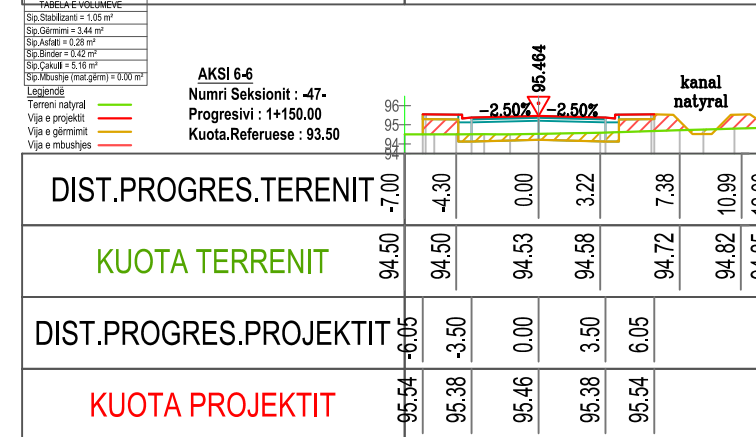 TABELA E VOLUMEVE
Sip.Stabilizanti = 1.05 m²
Sip.Gërmimi = 3.44 m²
Sip.Asfalti = 0.28 m²
Sip.Binder = 0.42 m²
Sip.Çakulli = 5.16 m²
Sip.Mbushje (mat.gërm) = 0.00 m²
Legjendë
Terreni natyral
Vija e projektit
Vija e gërmimit
Vija e mbushjes
AKSI 6-6
Numri Seksionit : -47-
Progresivi : 1+150.00
Kuota.Referuese : 93.50
95.464
-2.50% -2.50%
kanal
natyral
96
95
94
94
DIST.PROGRES.TERENIT -7.00 -4.30 0.00 3.22 7.38 10.99
KUOTA TERRENIT 94.50 94.50 94.53 94.58 94.72 94.82
DIST.PROGRES.PROJEKTIT -6.05 -3.50 0.00 3.50 6.05
KUOTA PROJEKTIT 95.54 95.38 95.46 95.38 95.54